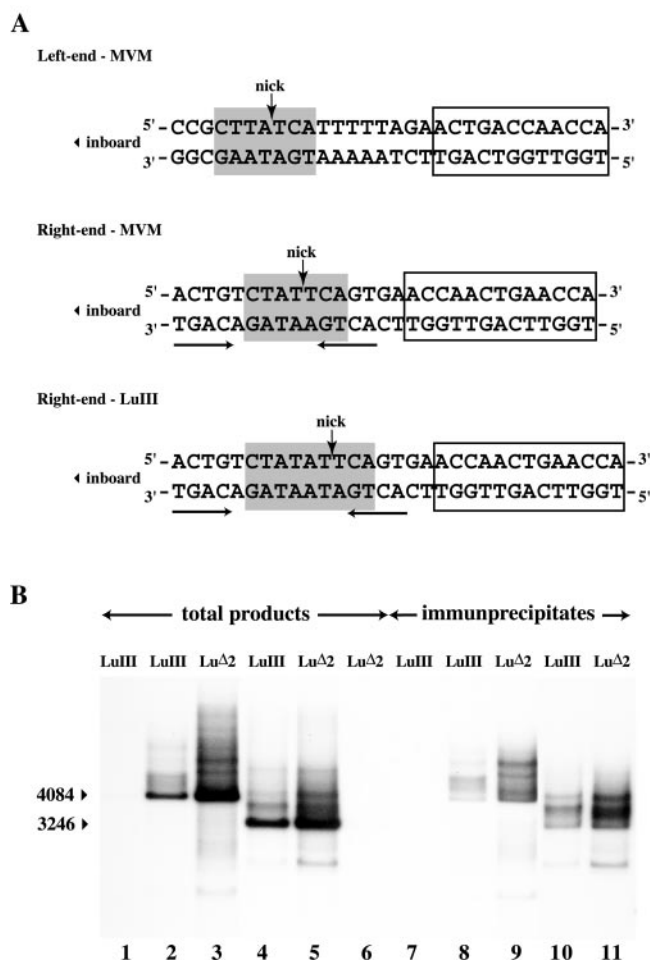 A
Left-end - MVM
nick
5' - CCGCTTATCATTTTTAGAACTGACCAACCA-3'
◂ inboard
3' - GGCGAATAGTAAAAATCTTGACTGGTTGGT-5'
Right-end - MVM
nick
5' - ACTGTCTATTCAGTGAACCAACTGAACCA-3'
◂ inboard
3' - TGACAGATAAGTCACTTGGTTGACTTGGT-5'
Right-end - LuIII
nick
5' - ACTGTCTATATTCAGTGAACCAACTGAACCA-3'
◂ inboard
3' - TGACAGATAATAGTCACTTGGTTGACTTGGT-5'
B
total products immunprecipitates
LuIII LuIII LuΔ2 LuIII LuΔ2 LuΔ2 LuIII LuIII LuΔ2 LuIII LuΔ2
4084
3246
1 2 3 4 5 6 7 8 9 10 11